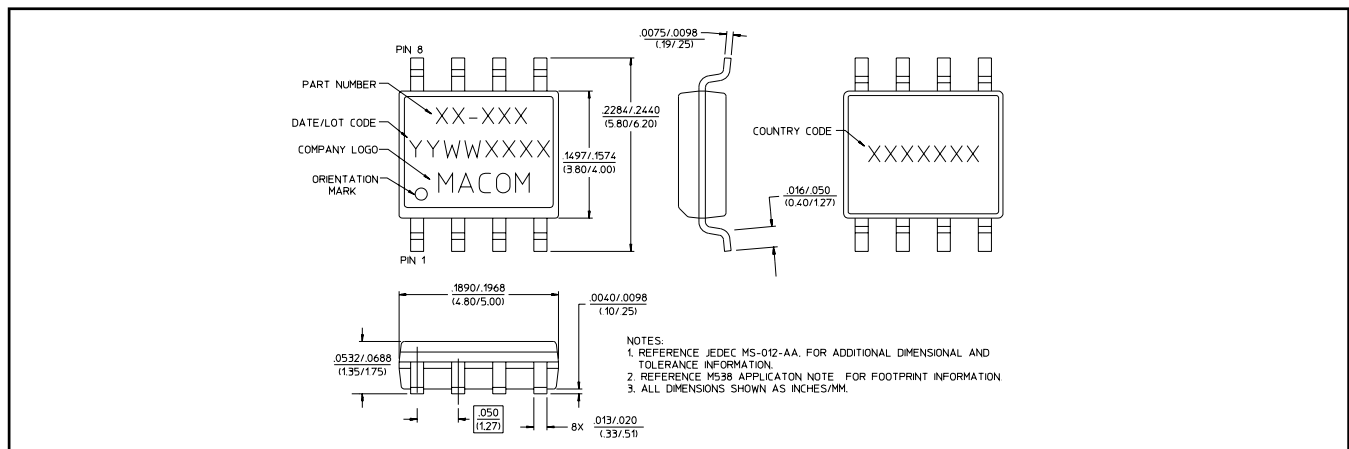 PIN 8
PART NUMBER
XX-XXX
DATE/LOT CODE
YYWWXXXX
COMPANY LOGO
MACOM
ORIENTATION
MARK
PIN 1
.2284/.2440
(5.80/6.20)
.1497/.1574
(3.80/4.00)
.0075/.0098
(.19/.25)
.016/.050
(0.40/1.27)
COUNTRY CODE
XXXXXXX
.1890/.1968
(4.80/5.00)
.0040/.0098
(.10/.25)
.0532/.0688
(1.35/1.75)
.050
(1.27)
8X .013/.020
(.33/.51)
NOTES:
1. REFERENCE JEDEC MS-012-AA, FOR ADDITIONAL DIMENSIONAL AND
TOLERANCE INFORMATION.
2. REFERENCE M538 APPLICATON NOTE FOR FOOTPRINT INFORMATION.
3. ALL DIMENSIONS SHOWN AS INCHES/MM.